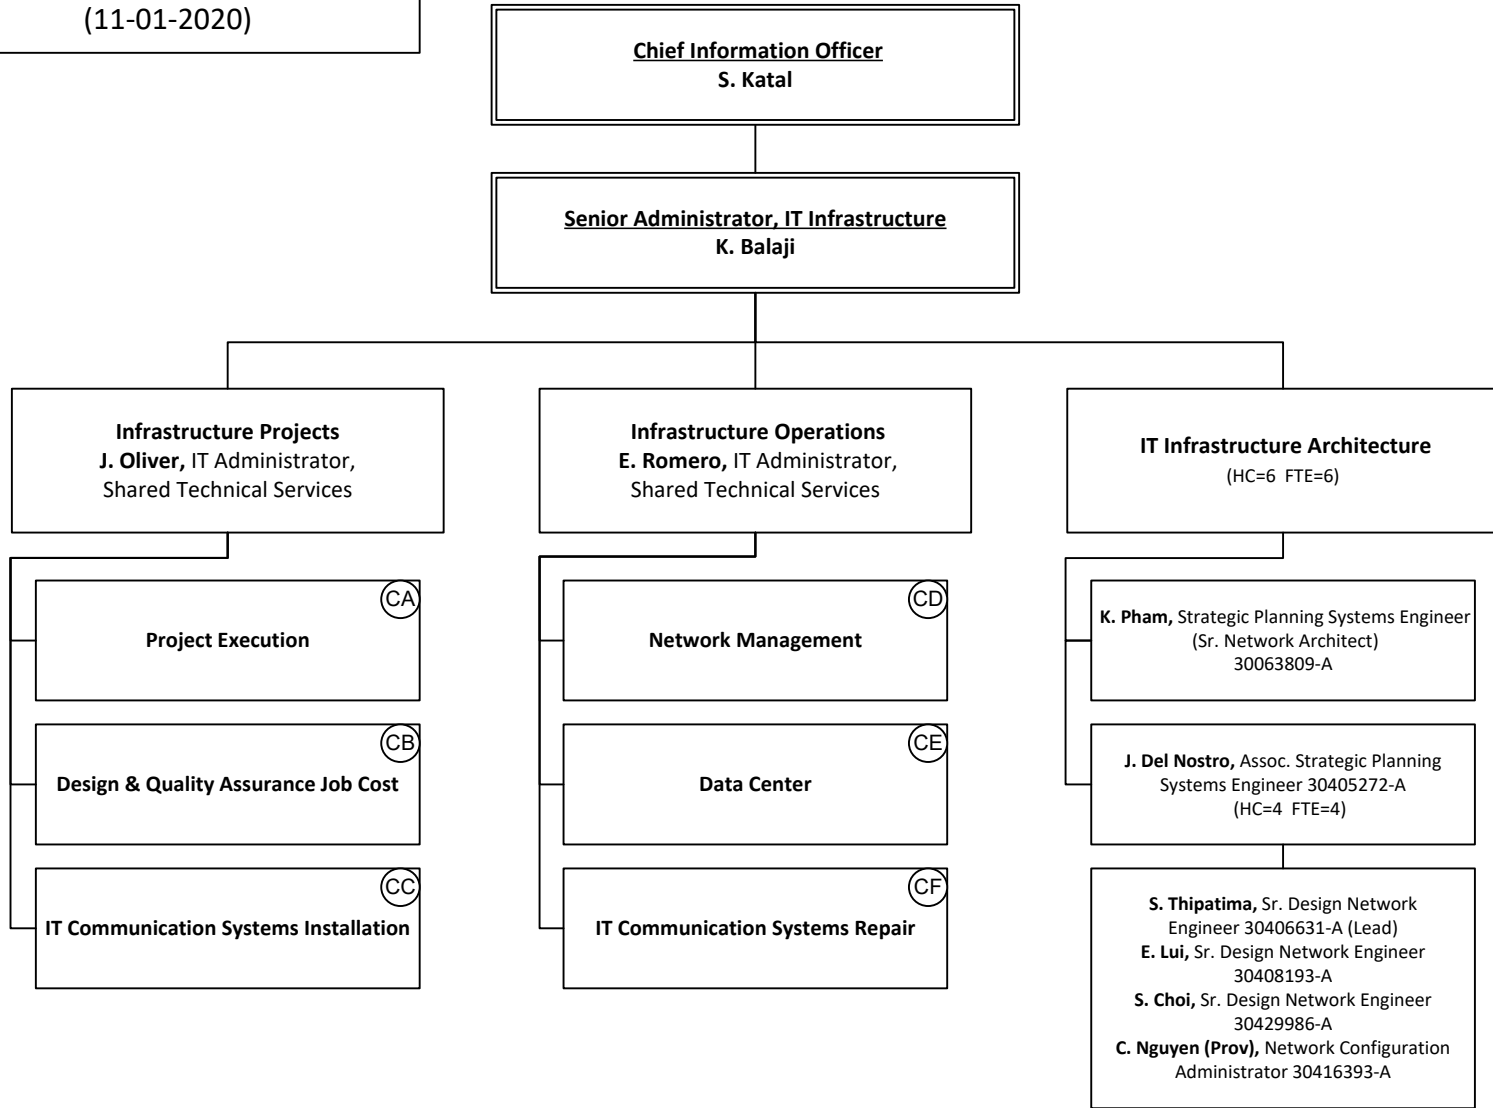 (11-01-2020)
Chief Information Officer
S. Katal
Senior Administrator, IT Infrastructure
K. Balaji
Infrastructure Projects
J. Oliver, IT Administrator,
Shared Technical Services
Infrastructure Operations
E. Romero, IT Administrator,
Shared Technical Services
IT Infrastructure Architecture
(HC=6 FTE=6)
CA
Project Execution
CB
Design & Quality Assurance Job Cost
CC
IT Communication Systems Installation
CD
Network Management
CE
Data Center
CF
IT Communication Systems Repair
K. Pham, Strategic Planning Systems Engineer
(Sr. Network Architect)
30063809-A
J. Del Nostro, Assoc. Strategic Planning
Systems Engineer 30405272-A
(HC=4 FTE=4)
S. Thipatima, Sr. Design Network
Engineer 30406631-A (Lead)
E. Lui, Sr. Design Network Engineer
30408193-A
S. Choi, Sr. Design Network Engineer
30429986-A
C. Nguyen (Prov), Network Configuration
Administrator 30416393-A